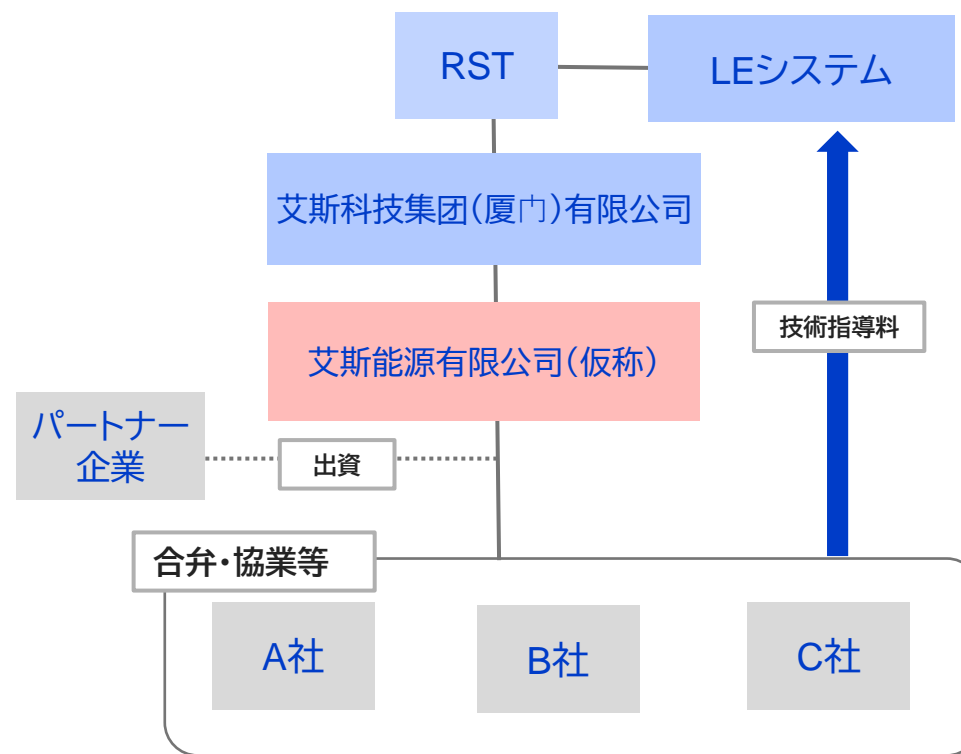 RST
LEシステム
艾斯科技集团（厦门）有限公司
艾斯能源有限公司（仮称）
技術指導料
パートナー
企業
出資
合弁・協業等
A社
B社
C社